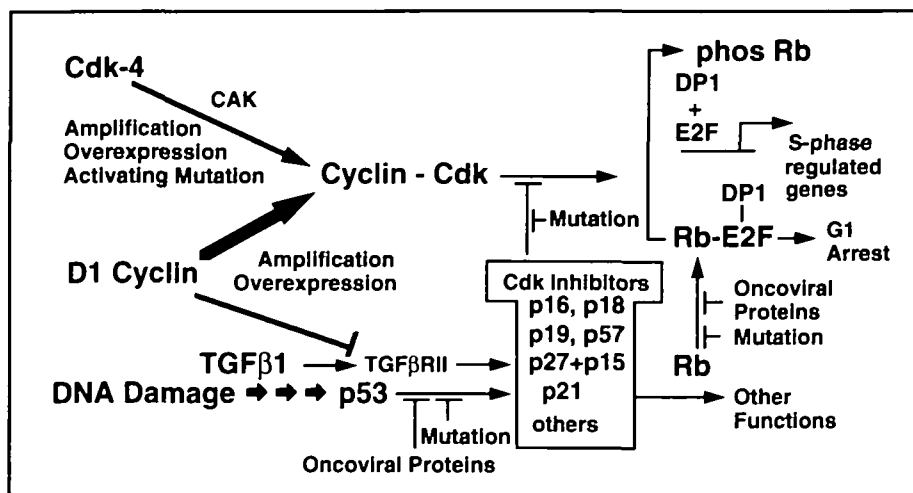 Cdk-4
CAK
Amplification
Overexpression
Activating Mutation
Cyclin - Cdk
Mutation
D1 Cyclin
Amplification
Overexpression
TGFβ1
TGFβRII
DNA Damage
p53
Mutation
Oncoviral Proteins
Cdk Inhibitors
p16, p18
p19, p57
p27+p15
p21
others
phos Rb
DP1
+
E2F
S-phase
regulated
genes
DP1
Rb-E2F
G1
Arrest
Oncoviral
Proteins
Mutation
Rb
Other
Functions